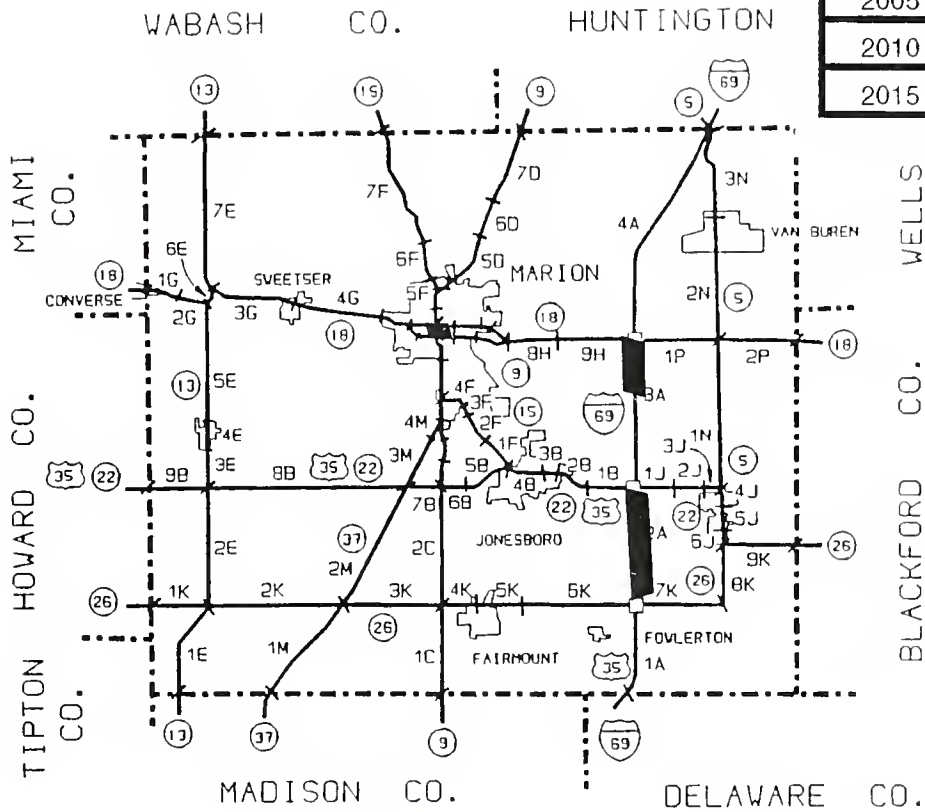 WABASH CO.
HUNTINGTON
2005
2010
2015
13
15
9
5
69
MIAMI CO.
7E
7F
7D
3N
WELLS CO.
6D
4A
VAN BUREN
6E
6F
5D
18
1G
SWEETSER
MARION
CONVERSE
2G
3G
4G
5F
2N
5
18
18
8H
9H
1P
2P
18
13
5E
9
3A
HOWARD CO.
4F
69
4E
3F
15
4M
2F
1N
3M
1F
3J
5
35
22
9B
3E
8B
35
22
5B
3B
2B
1B
1J
2J
4J
7B
6B
4B
22
35
22
5J
2E
37
2C
JONESBORO
2A
6J
9K
26
2M
26
8K
26
1K
2K
3K
4K
5K
6K
7K
26
BLACKFORD CO.
1E
1M
1C
FAIRMOUNT
FOWLERTON
35
1A
TIPTON CO.
13
37
9
69
MADISON CO.
DELAWARE CO.